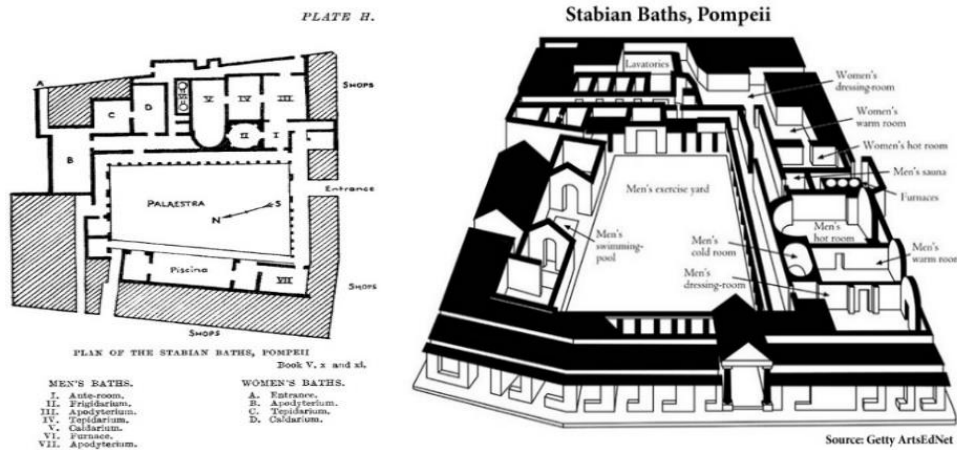 PLATE H.
A
C
D
V
IV
III
SHOPS
B
II
I
Entrance
PALAESTRA
N
S
Piscina
VII
SHOPS
SHOPS
PLAN OF THE STABIAN BATHS, POMPEII
Book V. x and xi.
MEN'S BATHS.
I. Ante-room.
II. Frigidarium.
III. Apodyterium.
IV. Tepidarium.
V. Caldarium.
VI. Furnace.
VII. Apodyterium.
WOMEN'S BATHS.
A. Entrance.
B. Apodyterium.
C. Tepidarium.
D. Caldarium.
Stabian Baths, Pompeii
Lavatories
Women's
dressing-room
Women's
warm room
Women's hot room
Men's sauna
Furnaces
Men's exercise yard
Men's
swimming-
pool
Men's
hot room
Men's
cold room
Men's
warm room
Men's
dressing-room
Source: Getty ArtsEdNet